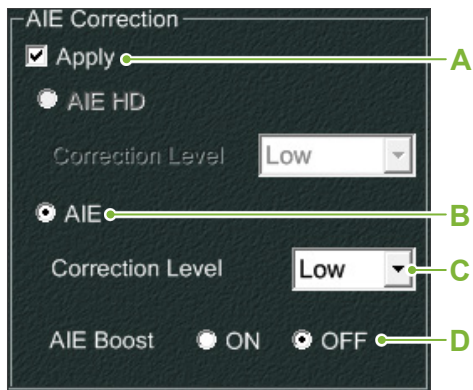 AIE Correction
Apply A
AIE HD
Correction Level Low
AIE B
Correction Level Low C
AIE Boost ON OFF D